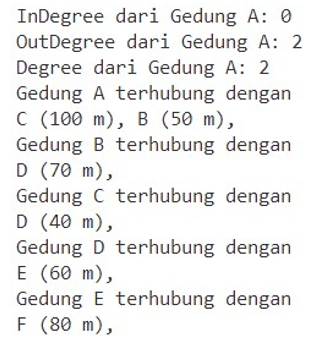 InDegree dari Gedung A: 0
OutDegree dari Gedung A: 2
Degree dari Gedung A: 2
Gedung A terhubung dengan
C (100 m), B (50 m),
Gedung B terhubung dengan
D (70 m),
Gedung C terhubung dengan
D (40 m),
Gedung D terhubung dengan
E (60 m),
Gedung E terhubung dengan
F (80 m),